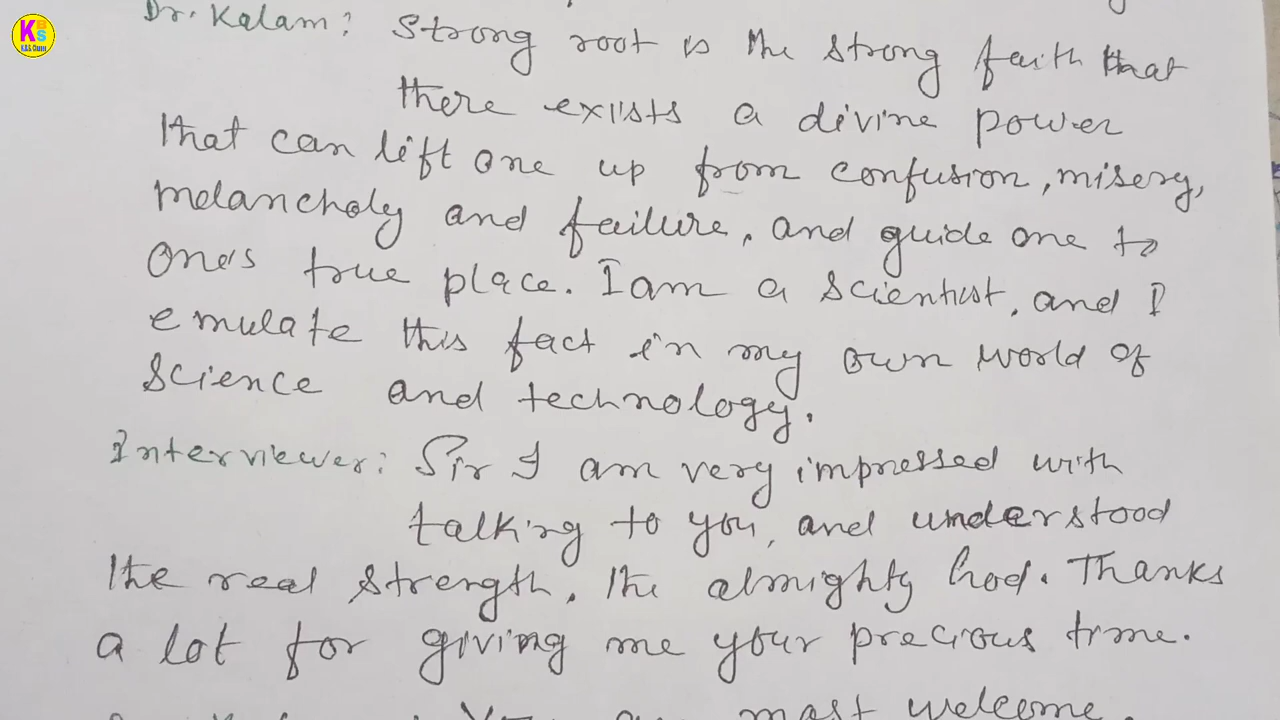 K&S
K&S Classes
Dr. Kalam: Strong root is the strong faith that
there exists a divine power
that can lift one up from confusion, misery,
melancholy and failure, and guide one to
one's true place. I am a scientist, and I
emulate this fact in my own world of
science and technology.
Interviewer: Sir I am very impressed with
talking to you, and understood
the real strength, the almighty God. Thanks
a lot for giving me your precious time.
most welcome.